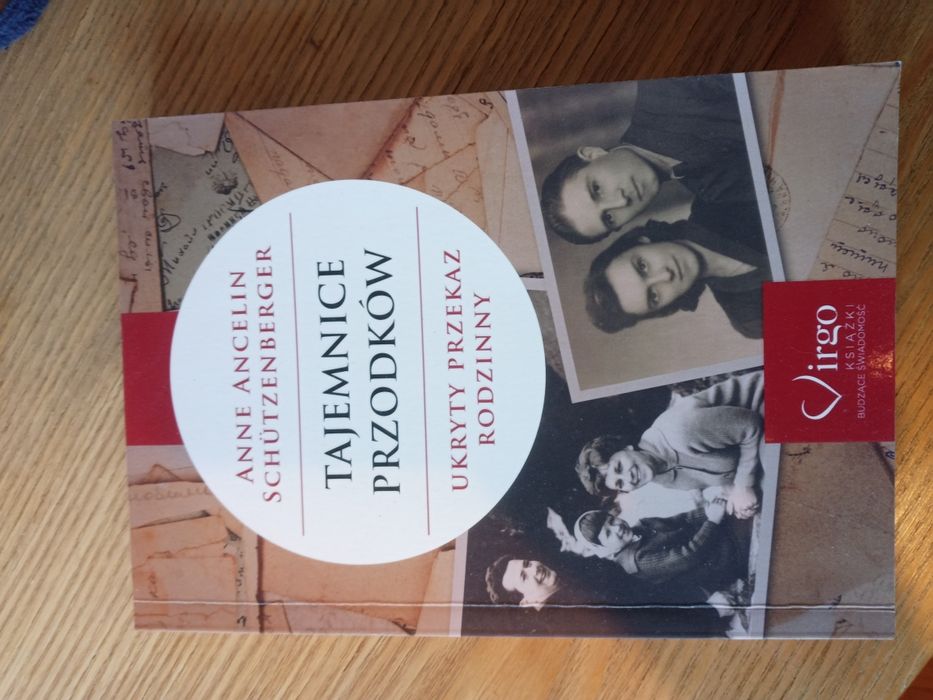 ANNE ANCELIN
SCHÜTZENBERGER
TAJEMNICE
PRZODKÓW
UKRYTY PRZEKAZ
RODZINNY
Virgo
KSIĄŻKI
BUDZĄCE ŚWIADOMOŚĆ